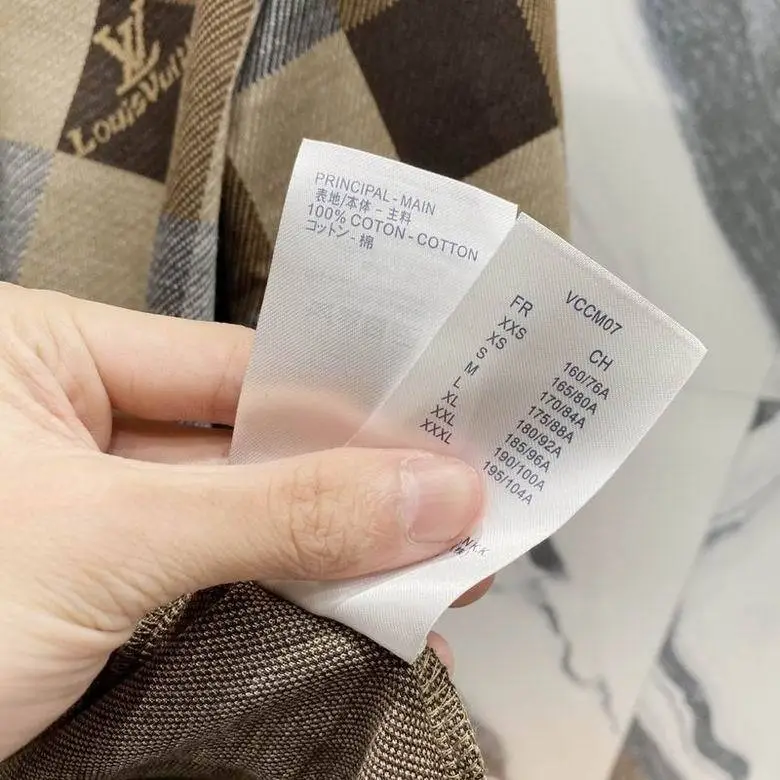 LV
Louis Vuit
PRINCIPAL - MAIN
表地/本体 - 主料
100% COTON - COTTON
コットン - 棉
VCCM07
FR CH
XXS 160/76A
XS 165/80A
S 170/84A
M 175/88A
L 180/92A
XL 185/96A
XXL 190/100A
XXXL 195/104A
N.K.K.